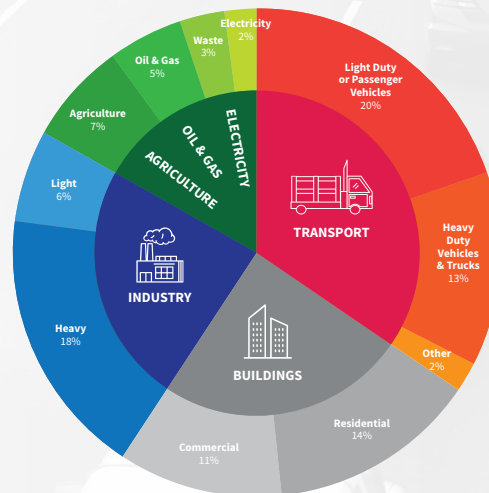 Electricity
2%
Waste
3%
Oil & Gas
5%
Agriculture
7%
Light
6%
Heavy
18%
Commercial
11%
Residential
14%
Other
2%
Heavy
Duty
Vehicles
& Trucks
13%
Light Duty
or Passenger
Vehicles
20%
ELECTRICITY
OIL & GAS
AGRICULTURE
TRANSPORT
INDUSTRY
BUILDINGS